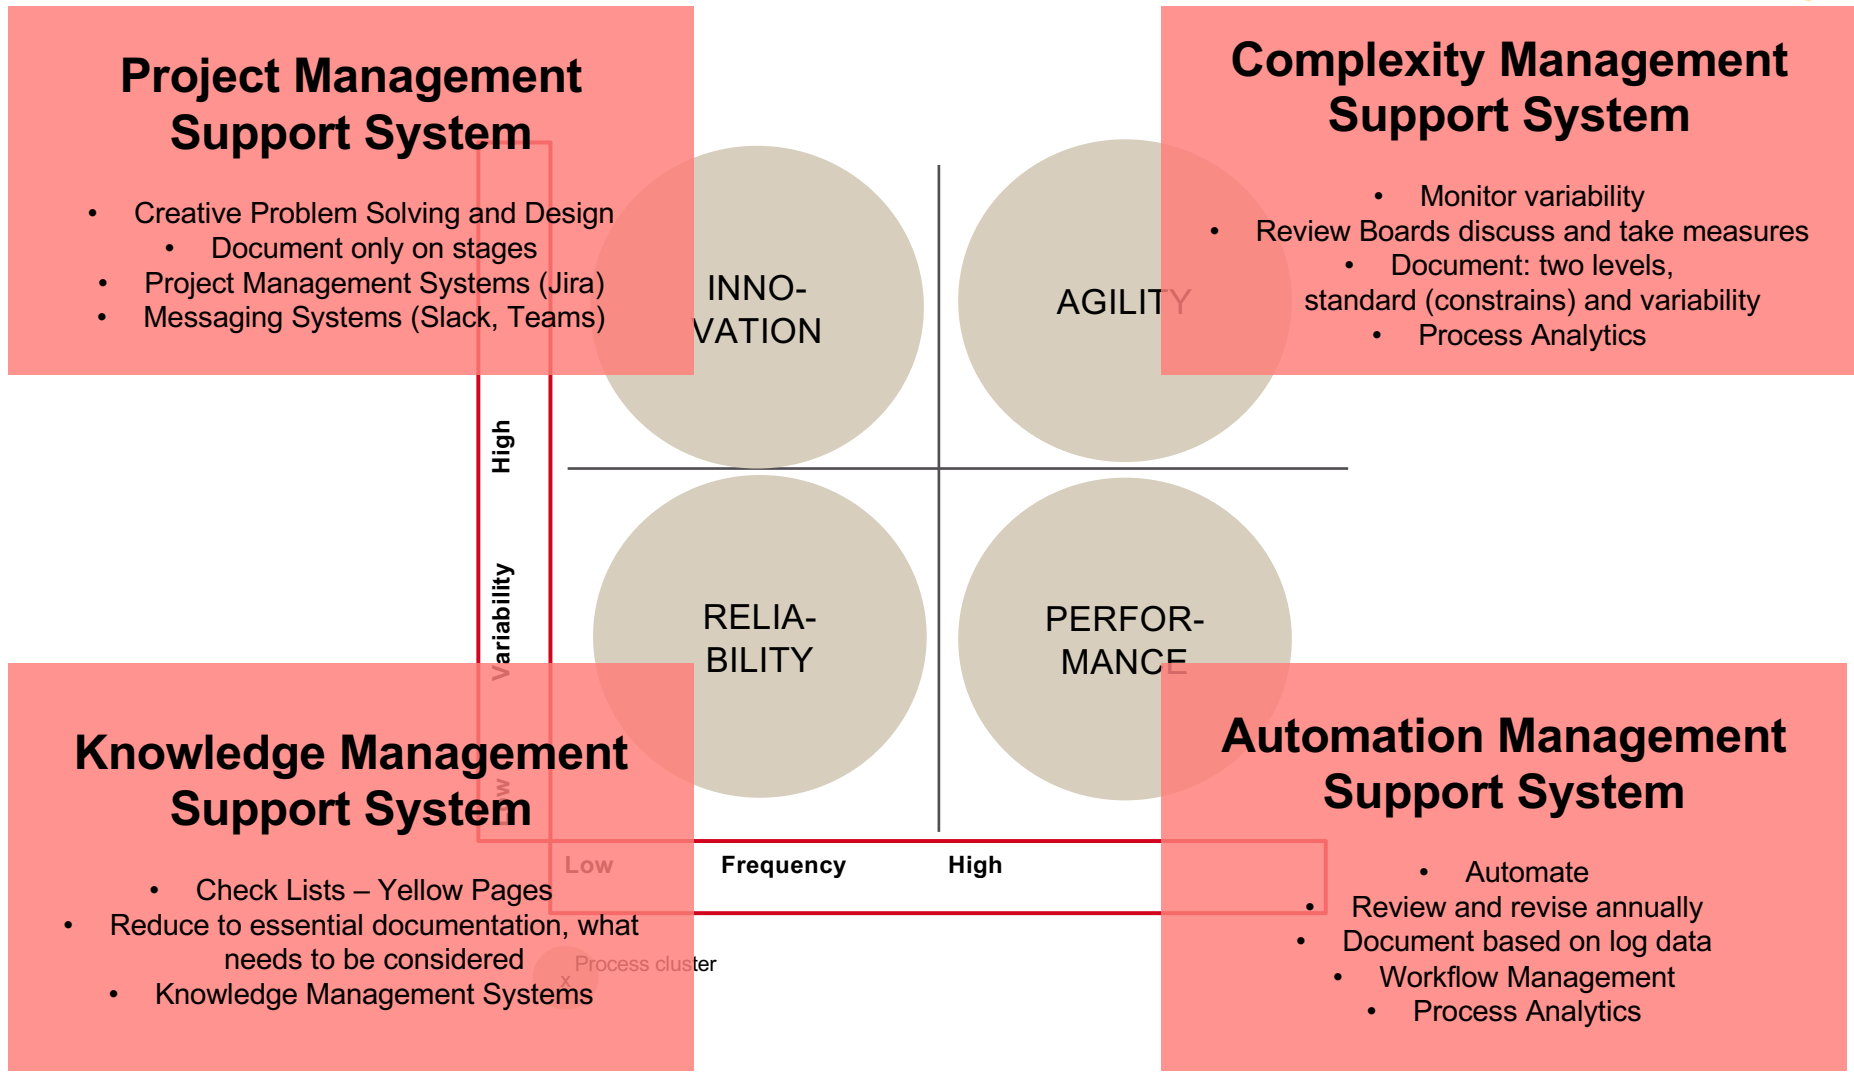 Project Management
Support System
• Creative Problem Solving and Design
• Document only on stages
• Project Management Systems (Jira)
• Messaging Systems (Slack, Teams)
Complexity Management
Support System
• Monitor variability
• Review Boards discuss and take measures
• Document: two levels,
standard (constrains) and variability
• Process Analytics
INNO-
VATION
AGILITY
High
Variability
Low
RELIA-
BILITY
PERFOR-
MANCE
Knowledge Management
Support System
• Check Lists – Yellow Pages
• Reduce to essential documentation, what
needs to be considered
• Knowledge Management Systems
Low Frequency High
x Process cluster
Automation Management
Support System
• Automate
• Review and revise annually
• Document based on log data
• Workflow Management
• Process Analytics